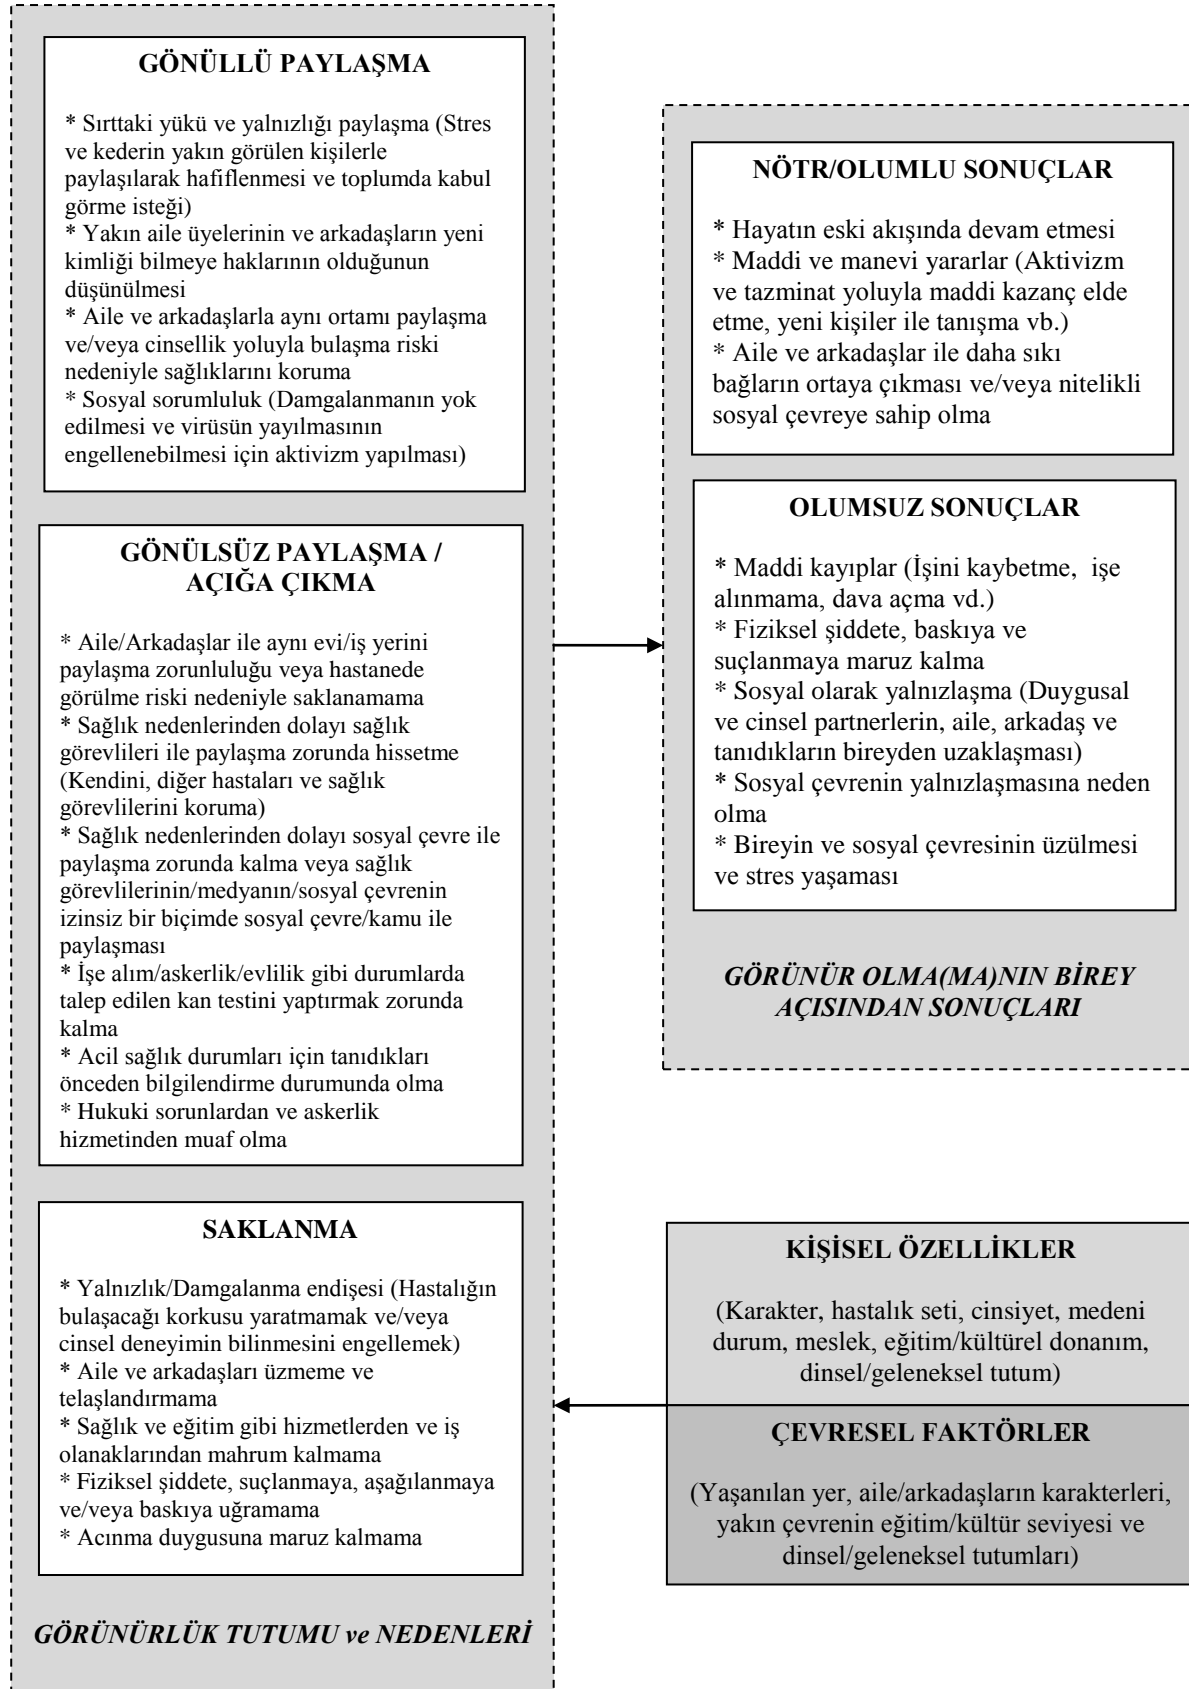 GÖNÜLLÜ PAYLAŞMA
* Sırttaki yükü ve yalnızlığı paylaşma (Stres
ve kederin yakın görülen kişilerle
paylaşılarak hafiflenmesi ve toplumda kabul
görme isteği)
* Yakın aile üyelerinin ve arkadaşların yeni
kimliği bilmeye haklarının olduğunun
düşünülmesi
* Aile ve arkadaşlarla aynı ortamı paylaşma
ve/veya cinsellik yoluyla bulaşma riski
nedeniyle sağlıklarını koruma
* Sosyal sorumluluk (Damgalanmanın yok
edilmesi ve virüsün yayılmasının
engellenebilmesi için aktivizm yapılması)
GÖNÜLSÜZ PAYLAŞMA /
AÇIĞA ÇIKMA
* Aile/Arkadaşlar ile aynı evi/iş yerini
paylaşma zorunluluğu veya hastanede
görülme riski nedeniyle saklanamama
* Sağlık nedenlerinden dolayı sağlık
görevlileri ile paylaşma zorunda hissetme
(Kendini, diğer hastaları ve sağlık
görevlilerini koruma)
* Sağlık nedenlerinden dolayı sosyal çevre ile
paylaşma zorunda kalma veya sağlık
görevlilerinin/medyanın/sosyal çevrenin
izinsiz bir biçimde sosyal çevre/kamu ile
paylaşması
* İşe alım/askerlik/evlilik gibi durumlarda
talep edilen kan testini yaptırmak zorunda
kalma
* Acil sağlık durumları için tanıdıkları
önceden bilgilendirme durumunda olma
* Hukuki sorunlardan ve askerlik
hizmetinden muaf olma
SAKLANMA
* Yalnızlık/Damgalanma endişesi (Hastalığın
bulaşacağı korkusu yaratmamak ve/veya
cinsel deneyimin bilinmesini engellemek)
* Aile ve arkadaşları üzmeme ve
telaşlandırmama
* Sağlık ve eğitim gibi hizmetlerden ve iş
olanaklarından mahrum kalmama
* Fiziksel şiddete, suçlanmaya, aşağılanmaya
ve/veya baskıya uğramama
* Acınma duygusuna maruz kalmama
GÖRÜNÜRLÜK TUTUMU ve NEDENLERİ
NÖTR/OLUMLU SONUÇLAR
* Hayatın eski akışında devam etmesi
* Maddi ve manevi yararlar (Aktivizm
ve tazminat yoluyla maddi kazanç elde
etme, yeni kişiler ile tanışma vb.)
* Aile ve arkadaşlar ile daha sıkı
bağların ortaya çıkması ve/veya nitelikli
sosyal çevreye sahip olma
OLUMSUZ SONUÇLAR
* Maddi kayıplar (İşini kaybetme, işe
alınmama, dava açma vd.)
* Fiziksel şiddete, baskıya ve
suçlanmaya maruz kalma
* Sosyal olarak yalnızlaşma (Duygusal
ve cinsel partnerlerin, aile, arkadaş ve
tanıdıkların bireyden uzaklaşması)
* Sosyal çevrenin yalnızlaşmasına neden
olma
* Bireyin ve sosyal çevresinin üzülmesi
ve stres yaşaması
GÖRÜNÜR OLMA(MA)NIN BİREY
AÇISINDAN SONUÇLARI
KİŞİSEL ÖZELLİKLER
(Karakter, hastalık seti, cinsiyet, medeni
durum, meslek, eğitim/kültürel donanım,
dinsel/geleneksel tutum)
ÇEVRESEL FAKTÖRLER
(Yaşanılan yer, aile/arkadaşların karakterleri,
yakın çevrenin eğitim/kültür seviyesi ve
dinsel/geleneksel tutumları)